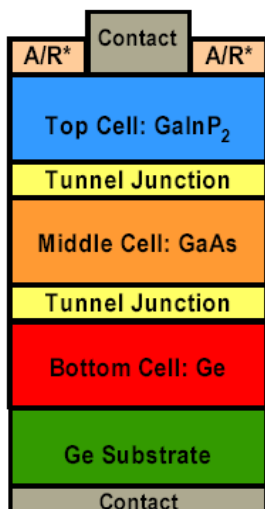 Contact
A/R* A/R*
Top Cell: GaInP₂
Tunnel Junction
Middle Cell: GaAs
Tunnel Junction
Bottom Cell: Ge
Ge Substrate
Contact